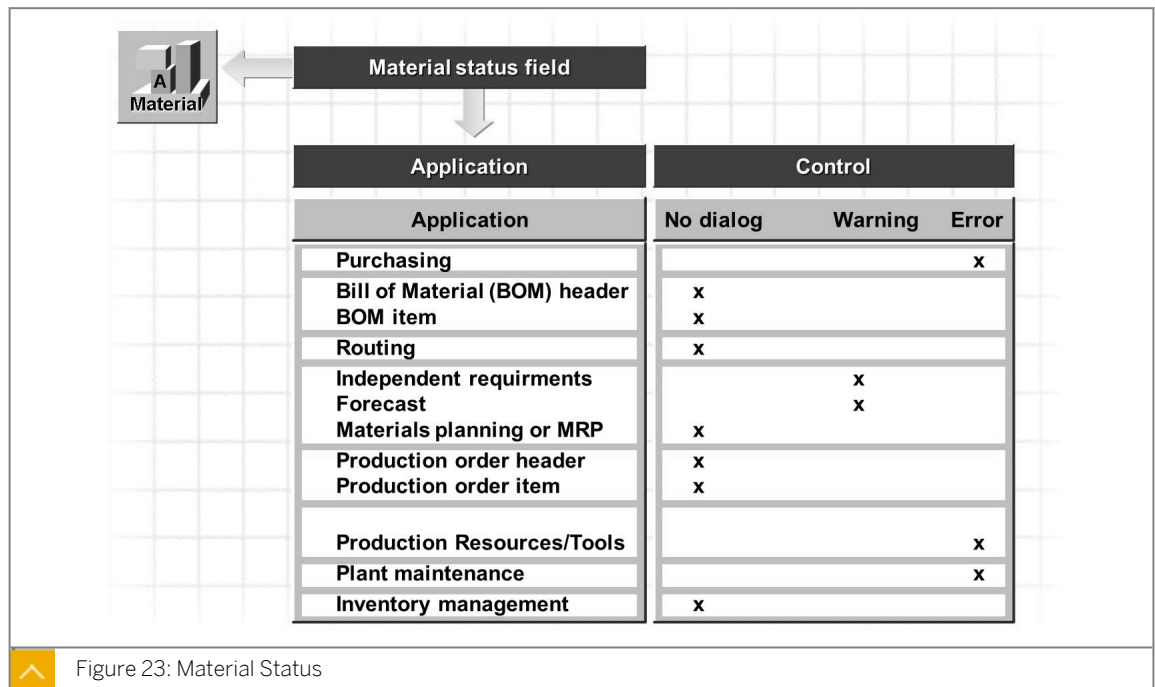 A
Material
Material status field
Application Control
Application No dialog Warning Error
Purchasing x
Bill of Material (BOM) header x
BOM item x
Routing x
Independent requirments x
Forecast x
Materials planning or MRP x
Production order header x
Production order item x
Production Resources/Tools x
Plant maintenance x
Inventory management x
Figure 23: Material Status